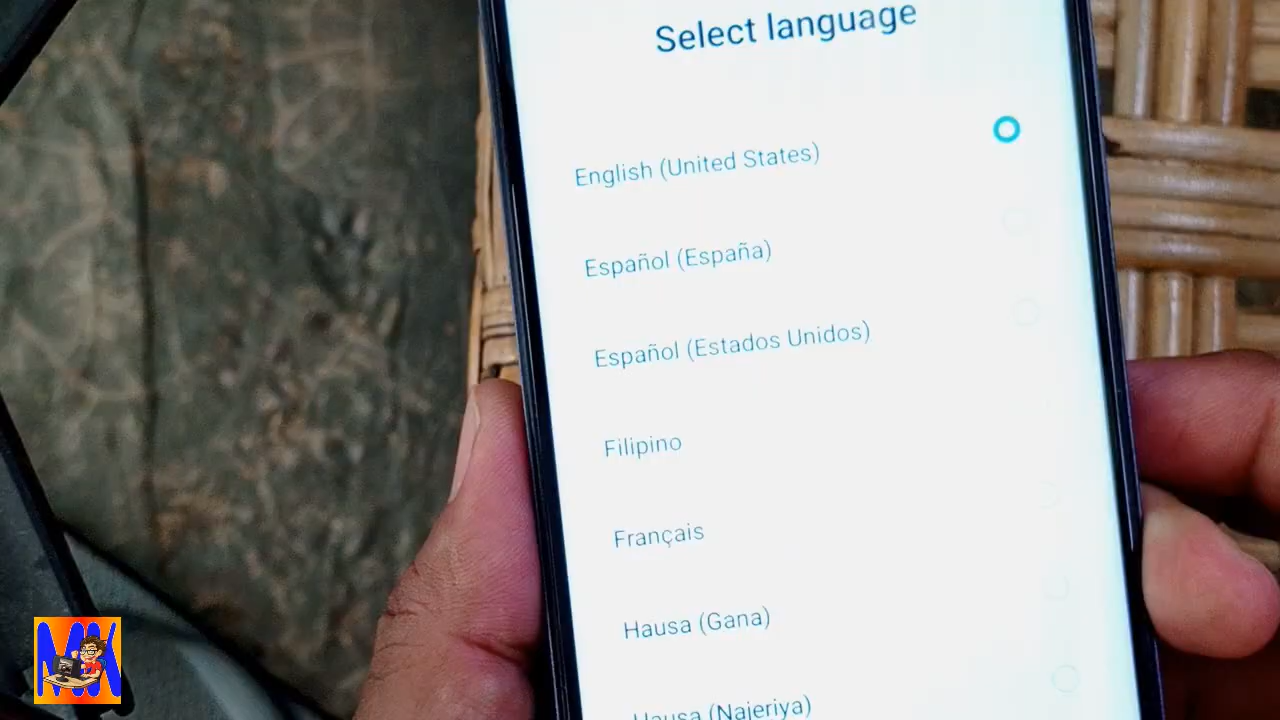 Select language
English (United States)
Español (España)
Español (Estados Unidos)
Filipino
Français
Hausa (Gana)
Hausa (Najeriya)